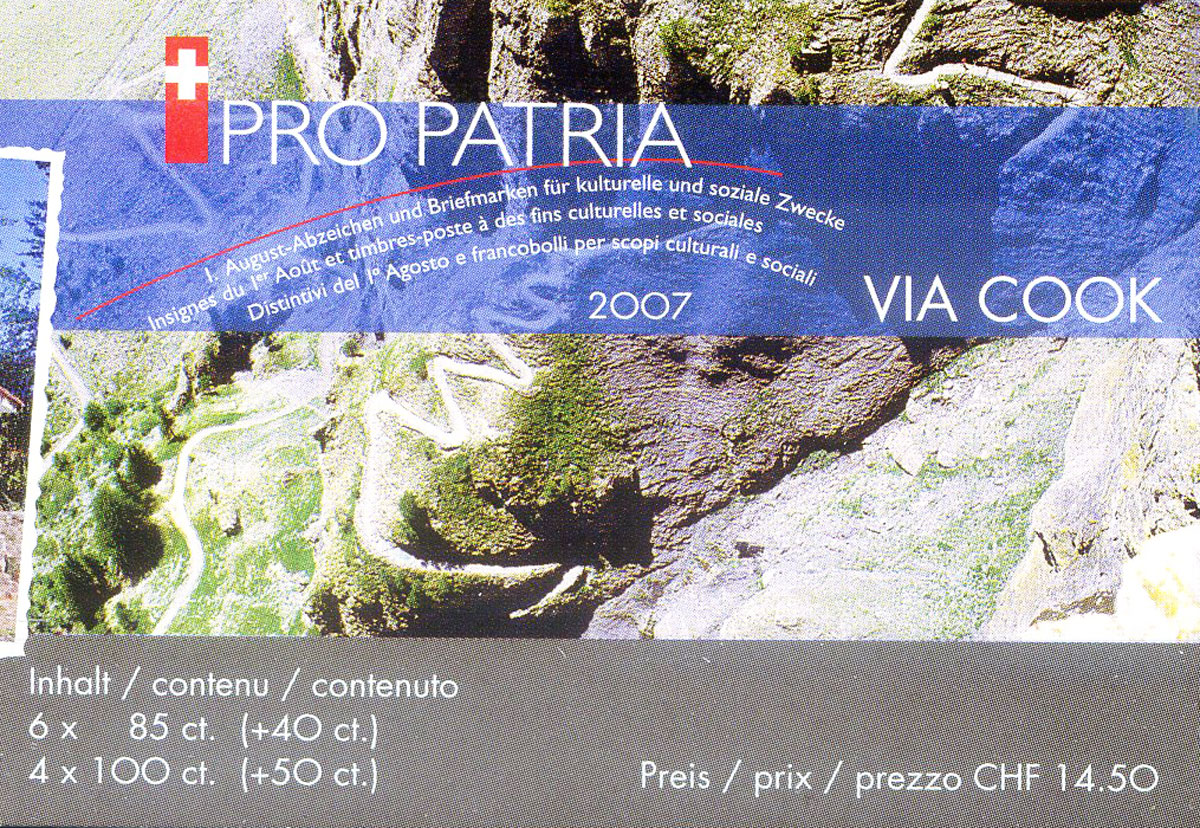 PRO PATRIA
1. August-Abzeichen und Briefmarken für kulturelle und soziale Zwecke
Insignes du 1er Août et timbres-poste à des fins culturelles et sociales
Distintivi del 1º Agosto e francobolli per scopi culturali e sociali
2007
VIA COOK
Inhalt / contenu / contenuto
6 x 85 ct. (+40 ct.)
4 x 100 ct. (+50 ct.)
Preis / prix / prezzo CHF 14.50